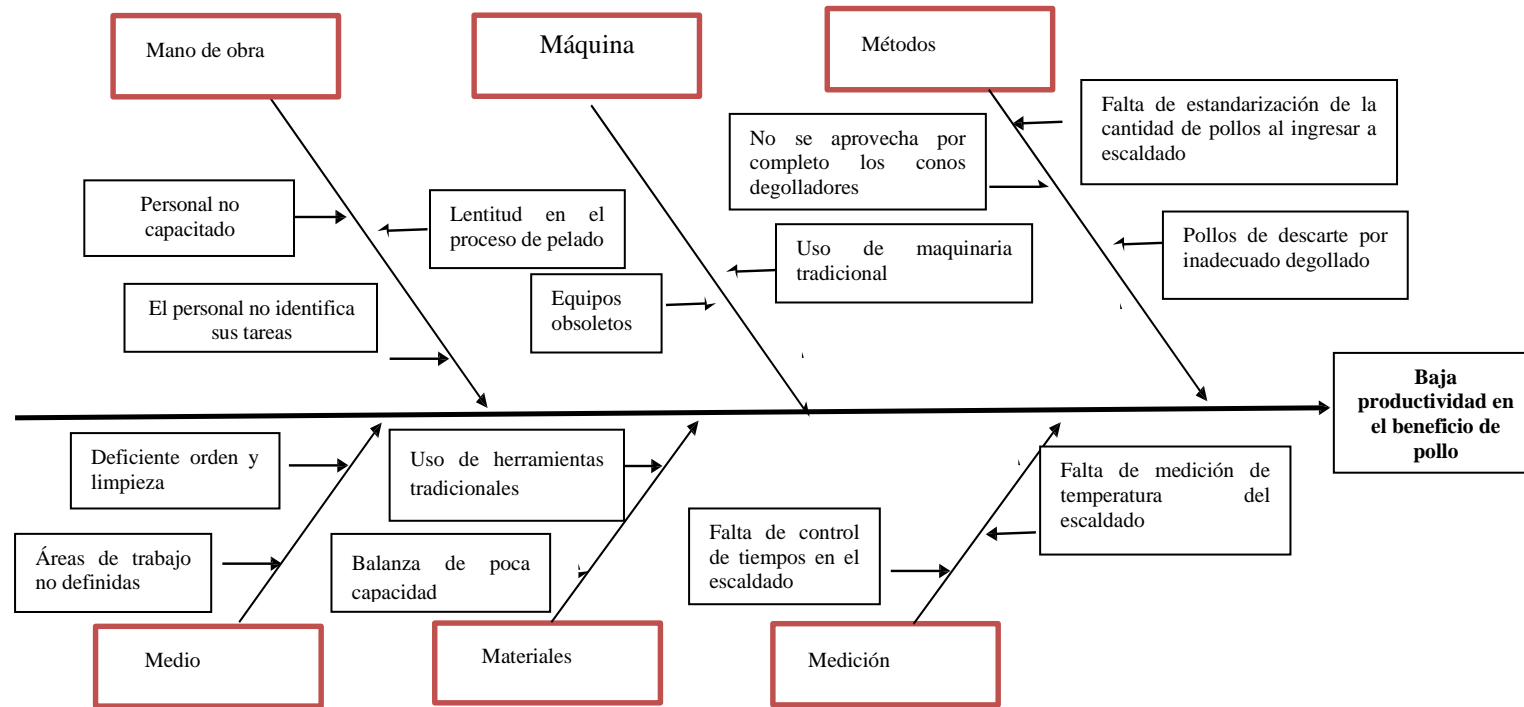 Mano de obra
Máquina
Métodos
Falta de estandarización de la
cantidad de pollos al ingresar a
escaldado
No se aprovecha por
completo los conos
degolladores
Personal no
capacitado
Lentitud en el
proceso de pelado
Uso de maquinaria
tradicional
Pollos de descarte por
inadecuado degollado
El personal no identifica
sus tareas
Equipos
obsoletos
Baja
productividad en
el beneficio de
pollo
Deficiente orden y
limpieza
Uso de herramientas
tradicionales
Falta de medición de
temperatura del
escaldado
Áreas de trabajo
no definidas
Balanza de poca
capacidad
Falta de control
de tiempos en el
escaldado
Medio
Materiales
Medición